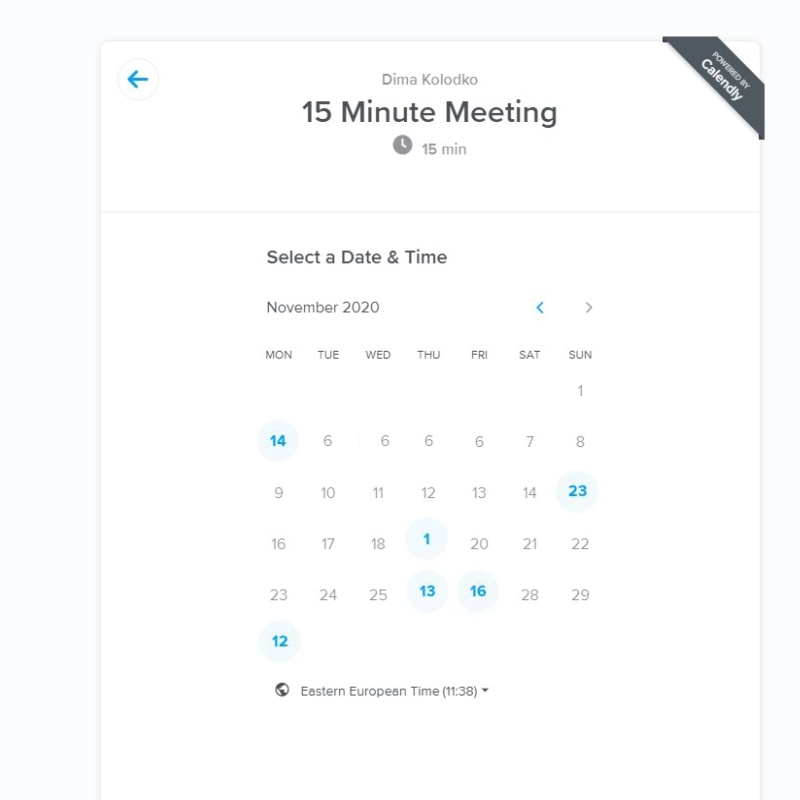 POWERED BY
Calendly
Dima Kolodko
15 Minute Meeting
15 min
Select a Date & Time
November 2020
MON TUE WED THU FRI SAT SUN
1
14 6 6 6 6 7 8
9 10 11 12 13 14 23
16 17 18 1 20 21 22
23 24 25 13 16 28 29
12
Eastern European Time (11:38)